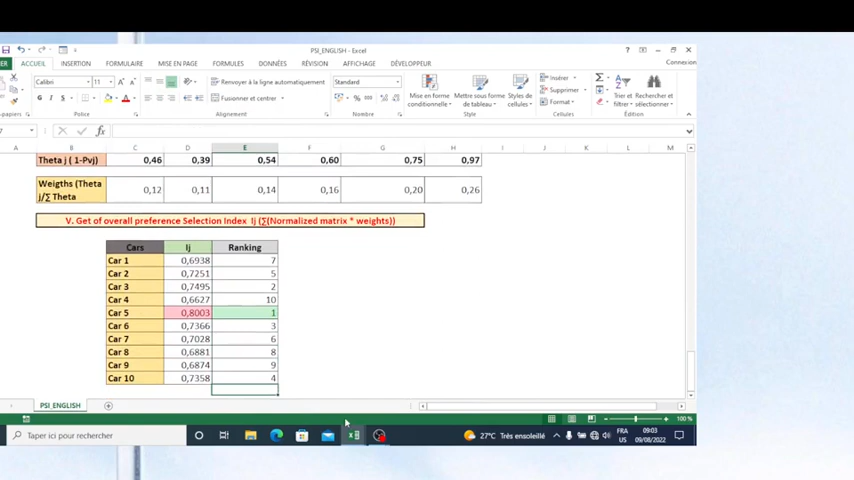 PSI_ENGLISH - Excel
Connexion
ER ACCUEIL INSERTION FORMULAIRE MISE EN PAGE FORMULES DONNÉES RÉVISION AFFICHAGE DÉVELOPPEUR
Calibri 11 Renvoyer à la ligne automatiquement Standard Insérer
G I S Fusionner et centrer Mise en forme conditionnelle Mettre sous forme de tableau Styles de cellules Supprimer Format Trier et filtrer Rechercher et sélectionner
Police Alignement Nombre Style Cellules Édition
7 fx
A B C D E F G H I J K L M
Theta j ( 1-Pvj) 0,46 0,39 0,54 0,60 0,75 0,97
Weigths (Theta
j/∑ Theta 0,12 0,11 0,14 0,16 0,20 0,26
V. Get of overall preference Selection Index Ij (∑(Normalized matrix * weights))
Cars Ij Ranking
Car 1 0,6938 7
Car 2 0,7251 5
Car 3 0,7495 2
Car 4 0,6627 10
Car 5 0,8003 1
Car 6 0,7366 3
Car 7 0,7028 6
Car 8 0,6881 8
Car 9 0,6874 9
Car 10 0,7358 4
PSI_ENGLISH
100 %
Taper ici pour rechercher 27°C Très ensoleillé FRA 09:03
US 09/08/2022